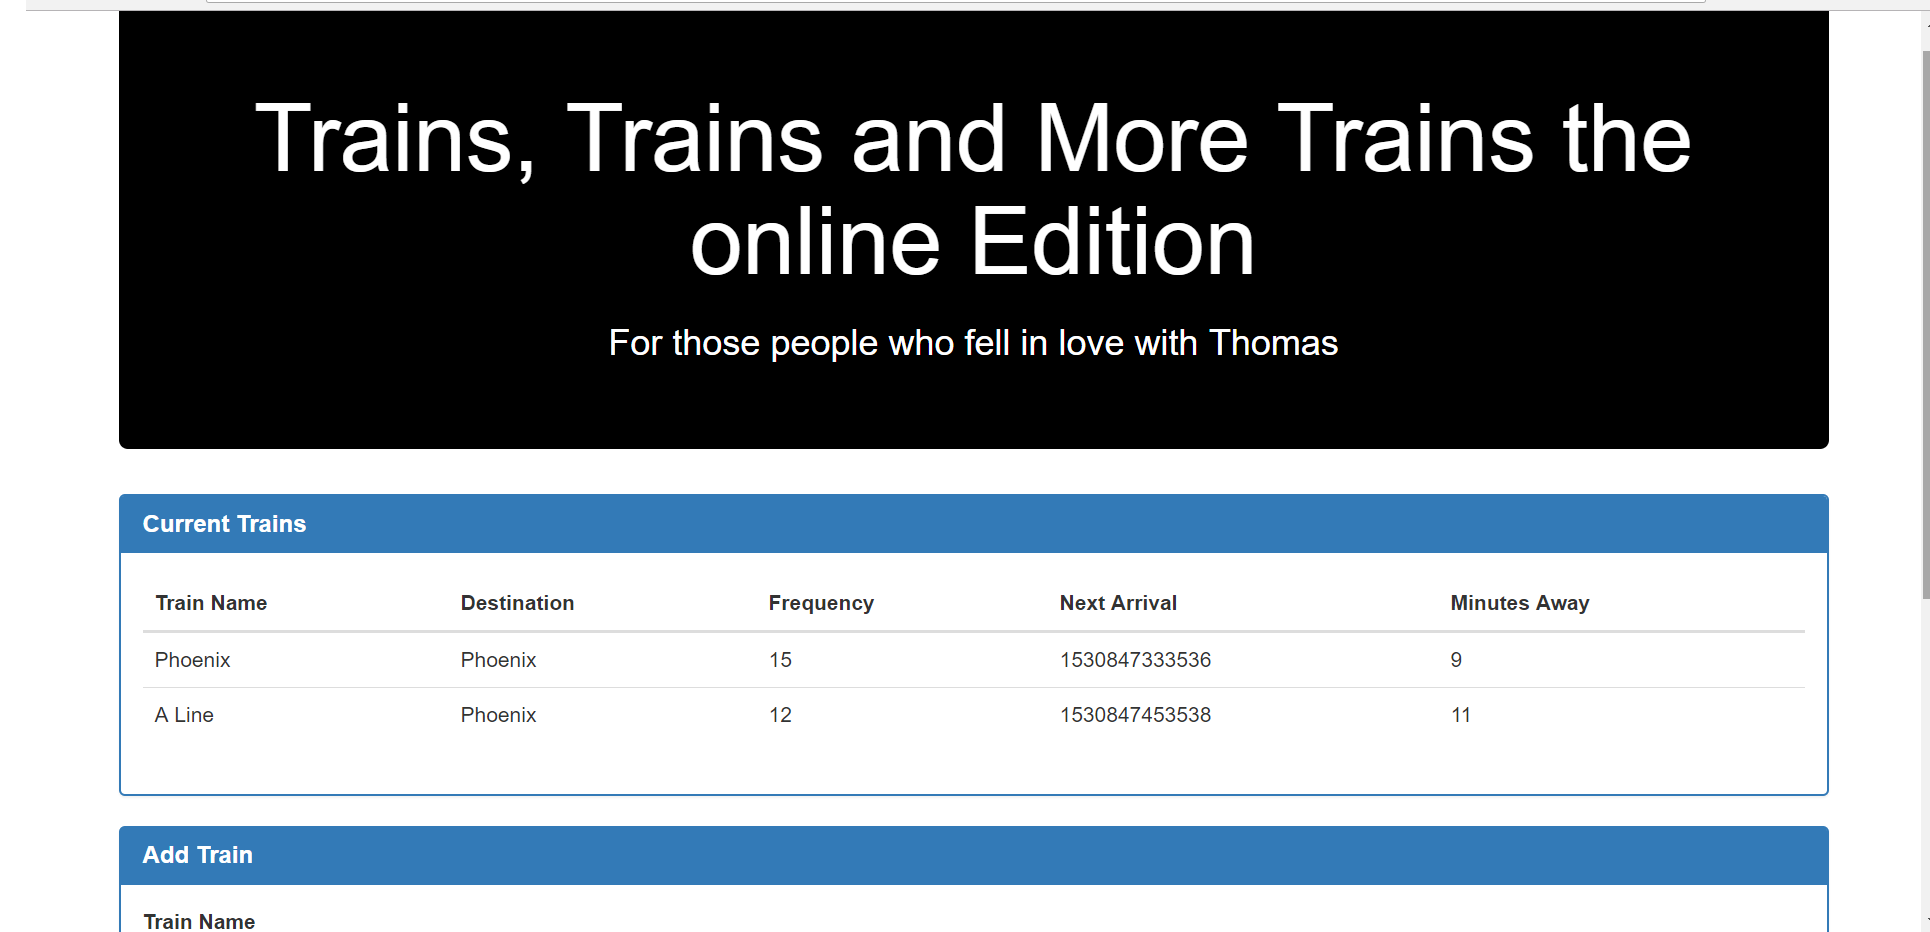 Trains, Trains and More Trains the
online Edition
For those people who fell in love with Thomas
Current Trains
Train Name Destination Frequency Next Arrival Minutes Away
Phoenix Phoenix 15 1530847333536 9
A Line Phoenix 12 1530847453538 11
Add Train
Train Name